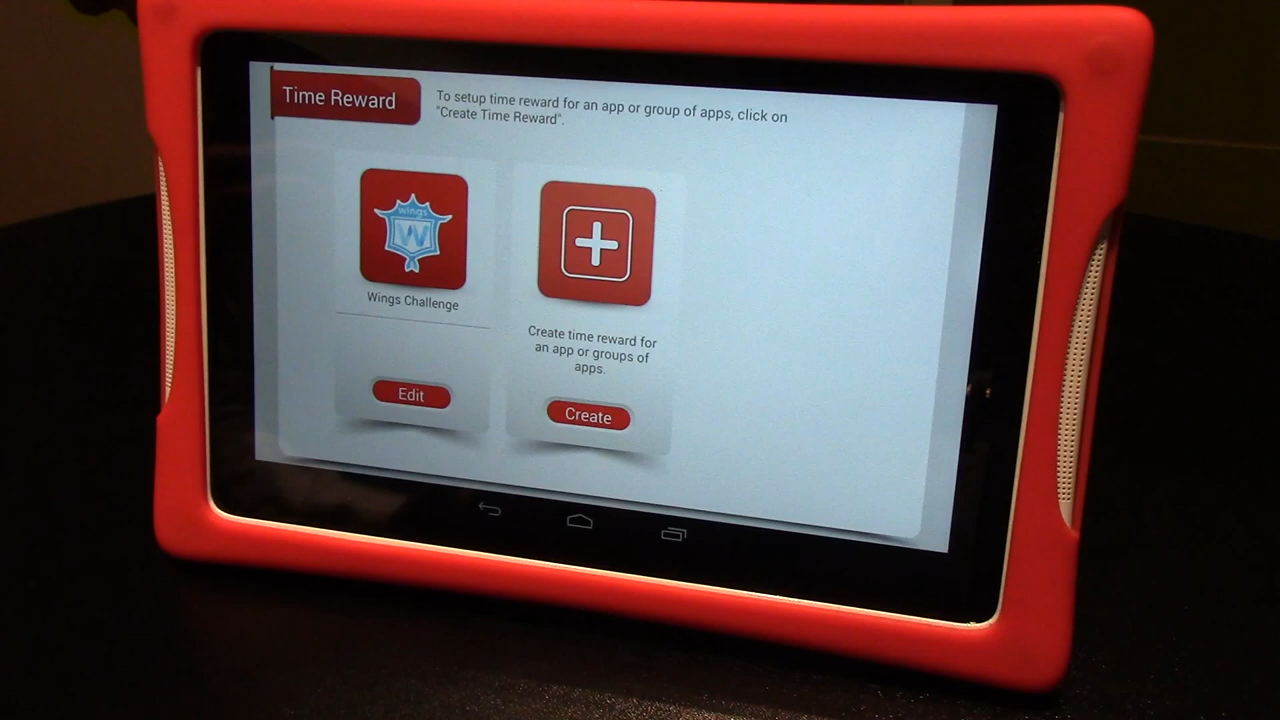 Time Reward
To setup time reward for an app or group of apps, click on
"Create Time Reward".
wings
W
Wings Challenge
Edit
Create time reward for
an app or groups of
apps.
Create